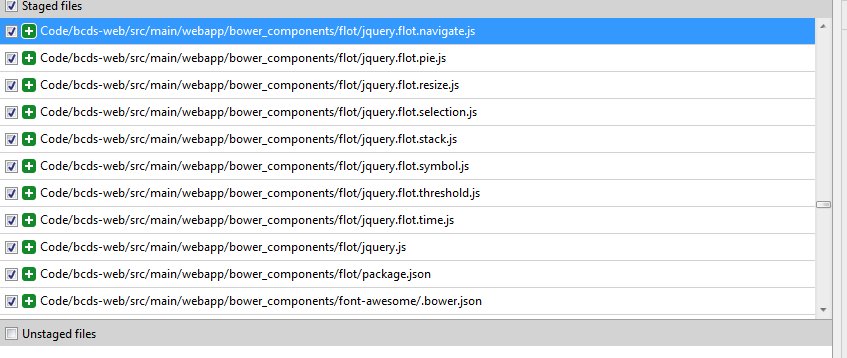 Staged files
Code/bcds-web/src/main/webapp/bower_components/flot/jquery.flot.navigate.js
Code/bcds-web/src/main/webapp/bower_components/flot/jquery.flot.pie.js
Code/bcds-web/src/main/webapp/bower_components/flot/jquery.flot.resize.js
Code/bcds-web/src/main/webapp/bower_components/flot/jquery.flot.selection.js
Code/bcds-web/src/main/webapp/bower_components/flot/jquery.flot.stack.js
Code/bcds-web/src/main/webapp/bower_components/flot/jquery.flot.symbol.js
Code/bcds-web/src/main/webapp/bower_components/flot/jquery.flot.threshold.js
Code/bcds-web/src/main/webapp/bower_components/flot/jquery.flot.time.js
Code/bcds-web/src/main/webapp/bower_components/flot/jquery.js
Code/bcds-web/src/main/webapp/bower_components/flot/package.json
Code/bcds-web/src/main/webapp/bower_components/font-awesome/.bower.json
Unstaged files